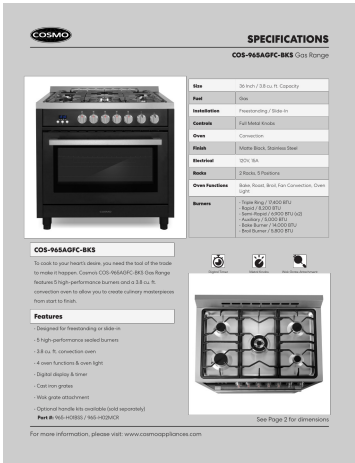 COSMO
SPECIFICATIONS
COS-965AGFC-BKS Gas Range
Size 36 Inch / 3.8 cu. ft. Capacity
Fuel Gas
Installation Freestanding / Slide-in
Controls Full Metal Knobs
Oven Convection
Finish Matte Black, Stainless Steel
Electrical 120V, 15A
Racks 2 Racks, 5 Positions
Oven Functions Bake, Roast, Broil, Fan Convection, Oven
Light
Burners - Triple Ring / 17,400 BTU
- Rapid / 8,200 BTU
- Semi-Rapid / 6,900 BTU (x2)
- Auxiliary / 5,000 BTU
- Bake Burner / 14,000 BTU
- Broil Burner / 5,800 BTU
COS-965AGFC-BKS
To cook to your heart's desire, you need the tool of the trade
to make it happen. Cosmo's COS-965AGFC-BKS Gas Range
features 5 high-performance burners and a 3.8 cu. ft.
convection oven to allow you to create culinary masterpieces
from start to finish.
Features
- Designed for freestanding or slide-in
- 5 high-performance sealed burners
- 3.8 cu. ft. convection oven
- 4 oven functions & oven light
- Digital display & timer
- Cast iron grates
- Wok grate attachment
- Optional handle kits available (sold separately)
Part #: 965-H01BSS / 965-H02MCR
See Page 2 for dimensions
For more information, please visit: www.cosmoappliances.com